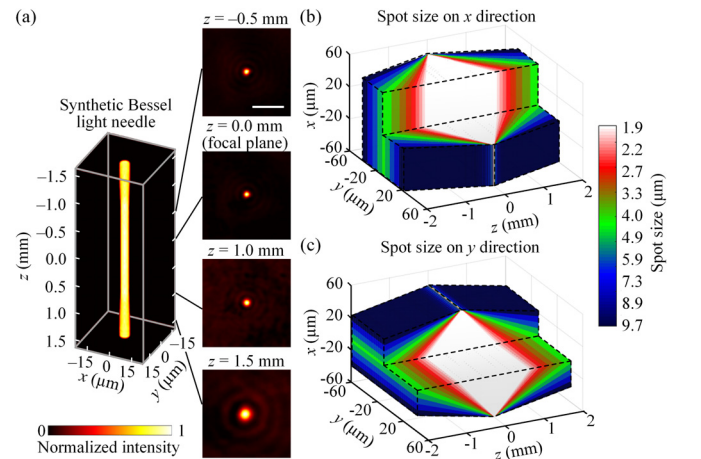 (a)
z = –0.5 mm
Synthetic Bessel
light needle
z = 0.0 mm
(focal plane)
z = 1.0 mm
z = 1.5 mm
z (mm)
–1.5
–1.0
–0.5
0.0
0.5
1.0
1.5
–15
0
15
x (μm)
15
0
–15
y (μm)
0
1
Normalized intensity
(b)
Spot size on x direction
x (μm)
60
20
-20
-60
y (μm)
-60
-20
20
60
z (mm)
-2
-1
0
1
2
(c)
Spot size on y direction
x (μm)
60
20
-20
-60
y (μm)
-60
-20
20
60
z (mm)
-2
-1
0
1
2
Spot size (μm)
1.9
2.2
2.7
3.3
4.0
4.9
5.9
7.3
8.9
9.7